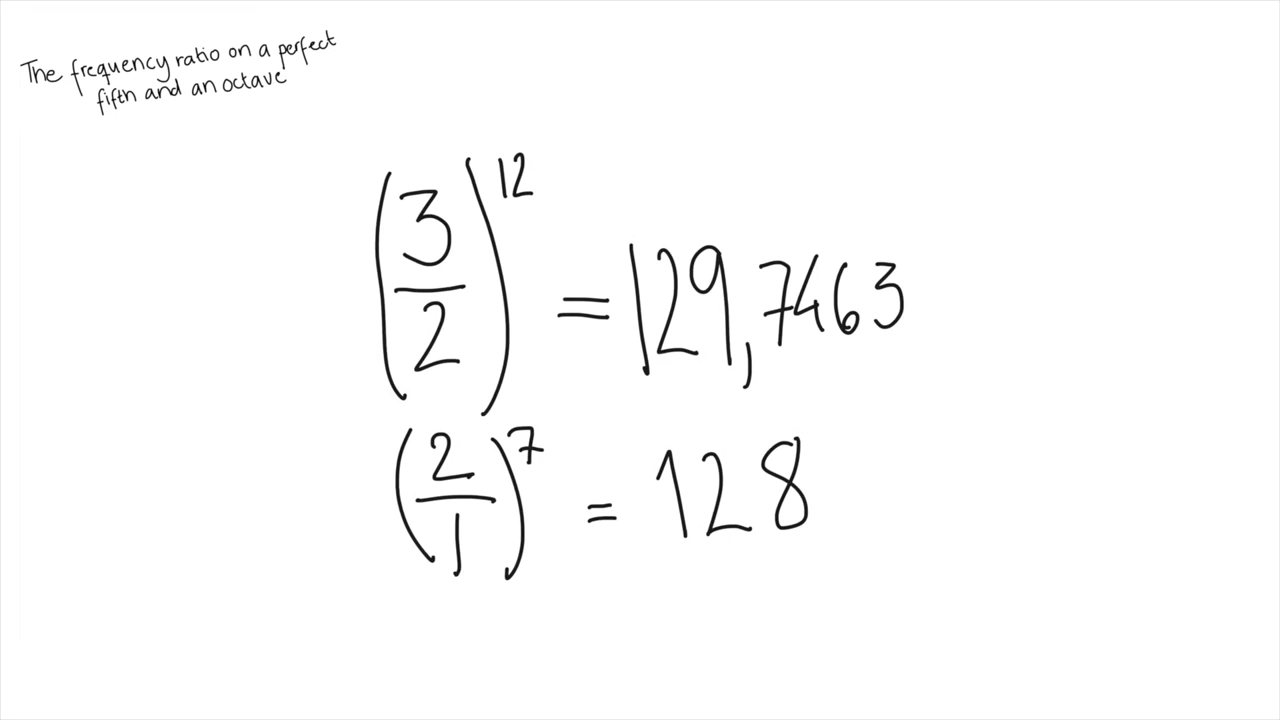 The frequency ratio on a perfect
fifth and an octave
(3/2)^12 = 129,7463
(2/1)^7 = 128